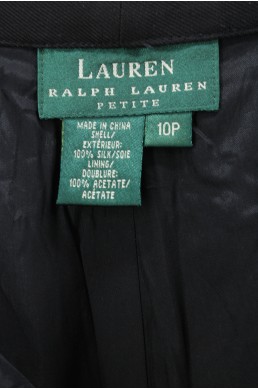 LAUREN
RALPH LAUREN
PETITE
MADE IN CHINA
SHELL/
EXTÉRIEUR:
100% SILK/SOIE
LINING/
DOUBLURE:
100% ACETATE/
ACÉTATE
10P